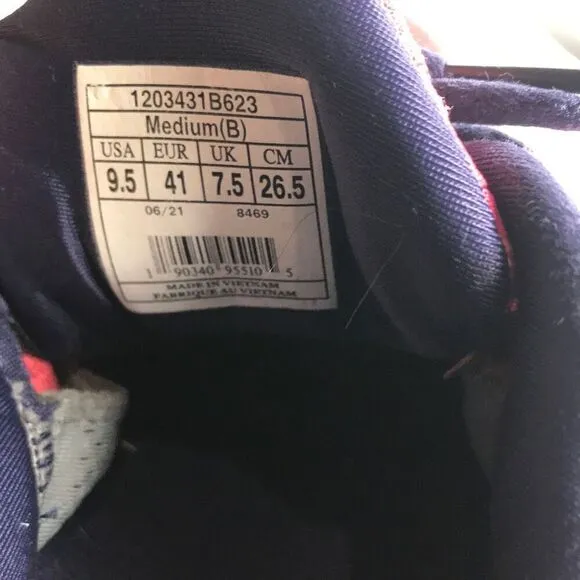 1203431B623
Medium(B)
USA EUR UK CM
9.5 41 7.5 26.5
06/21 8469
1 90340 95510 5
MADE IN VIETNAM
FABRIQUE AU VIETNAM